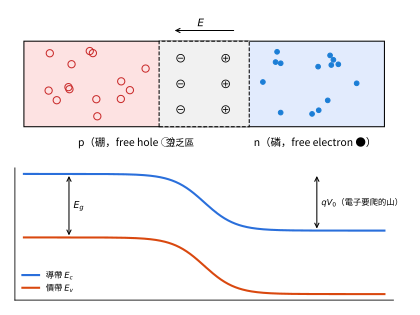 E
⊖ ⊕
⊖ ⊕
⊖ ⊕
p（硼，free hole ○）
空乏區
n（磷，free electron ●）
E_g
qV_0（電子要爬的山）
導帶 E_c
價帶 E_v